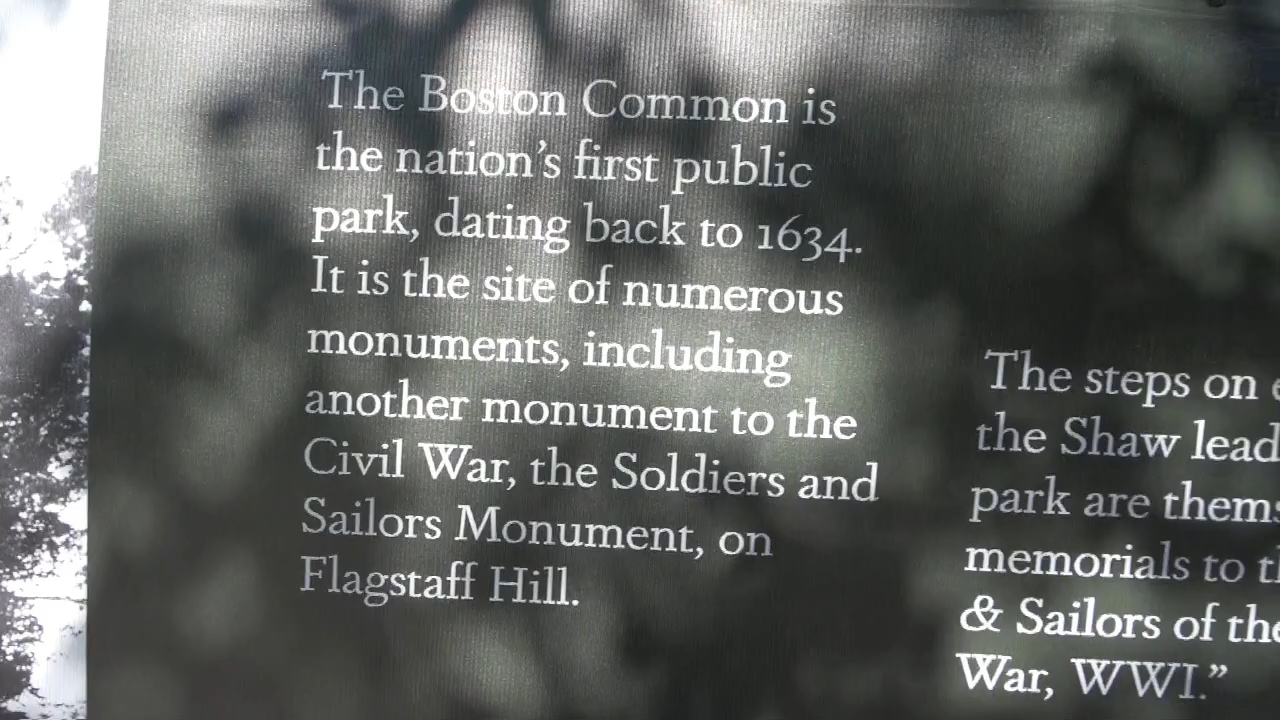 The Boston Common is
the nation's first public
park, dating back to 1634.
It is the site of numerous
monuments, including
another monument to the
Civil War, the Soldiers and
Sailors Monument, on
Flagstaff Hill.
The steps on
the Shaw lead
park are
memorials to
& Sailors of the
War, WWI.”